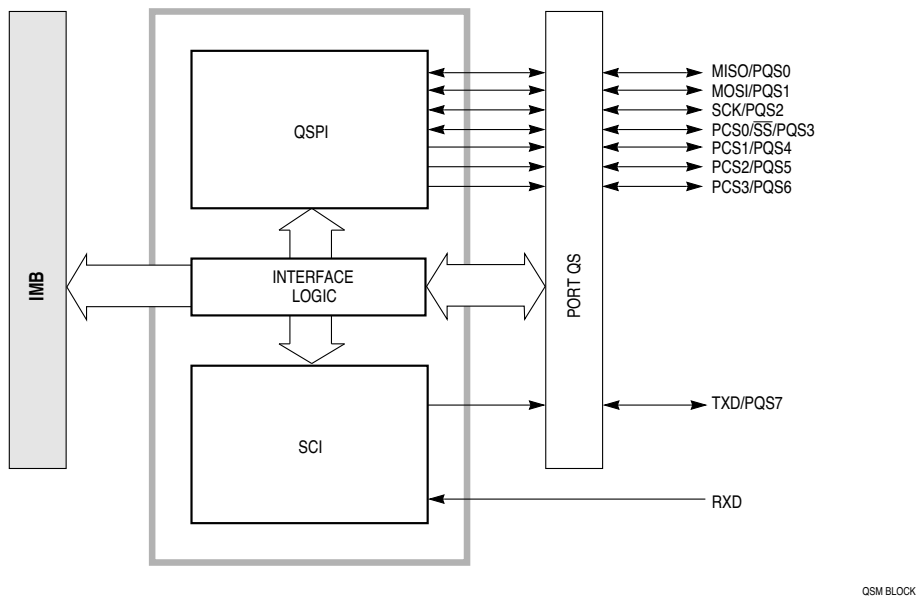 MISO/PQS0
MOSI/PQS1
SCK/PQS2
PCS0/S̅S̅/PQS3
PCS1/PQS4
PCS2/PQS5
PCS3/PQS6
QSPI
IMB
INTERFACE
LOGIC
PORT QS
SCI
TXD/PQS7
RXD
QSM BLOCK